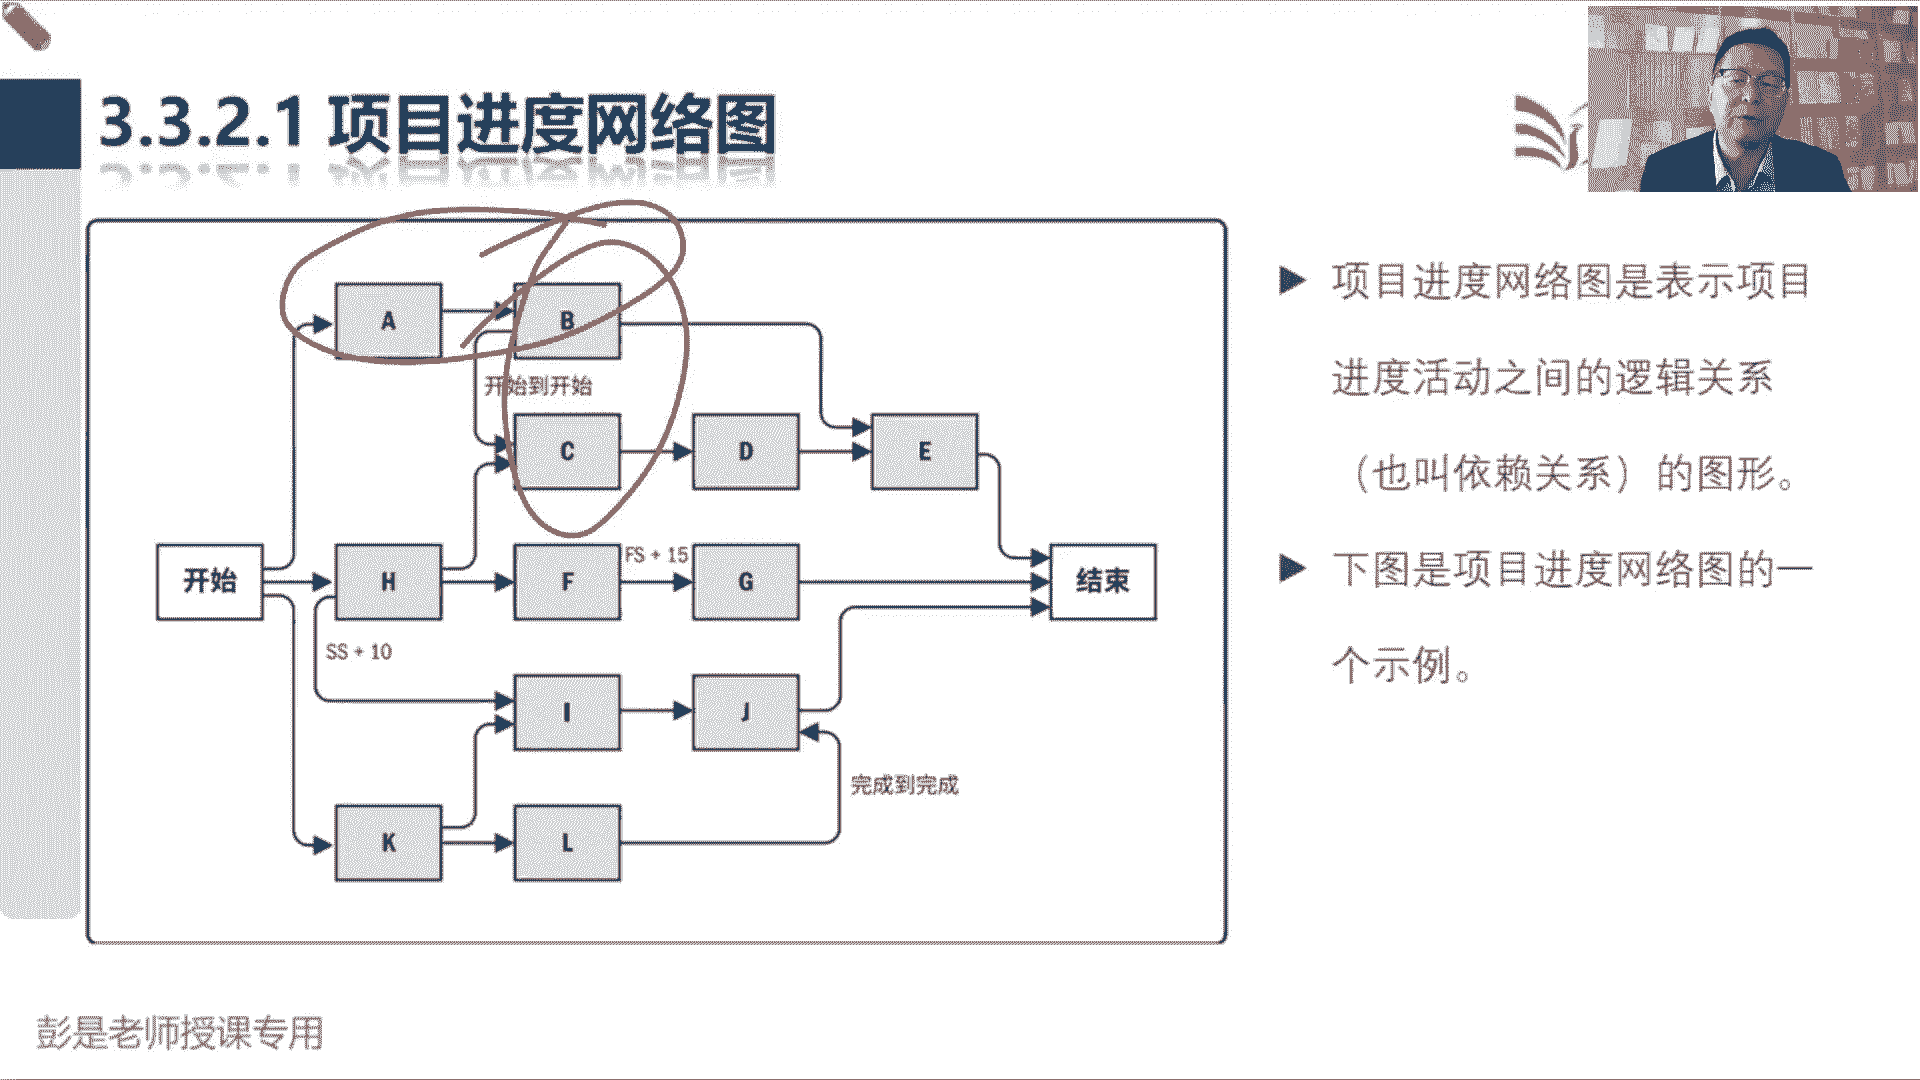 3.3.2.1 项目进度网络图
A
B
开始到开始
C
D
E
开始
H
F
FS + 15
G
结束
SS + 10
I
J
完成到完成
K
L
项目进度网络图是表示项目
进度活动之间的逻辑关系
（也叫依赖关系）的图形。
下图是项目进度网络图的一
个示例。
彭是老师授课专用